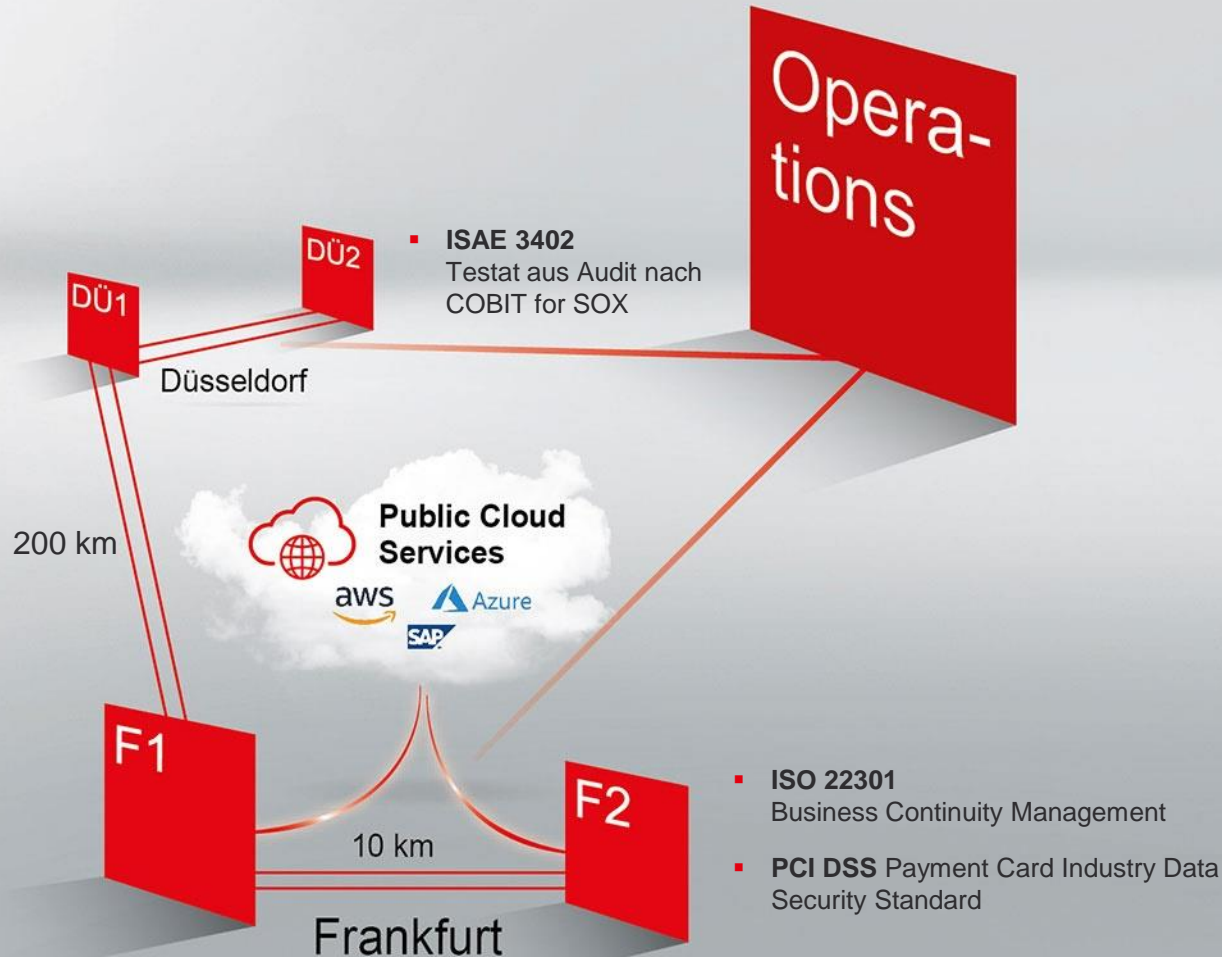 Opera-
tions
DÜ2
DÜ1
▪ ISAE 3402
Testat aus Audit nach
COBIT for SOX
Düsseldorf
200 km
Public Cloud
Services
aws
Azure
SAP
F1
F2
10 km
Frankfurt
▪ ISO 22301
Business Continuity Management
▪ PCI DSS Payment Card Industry Data
Security Standard